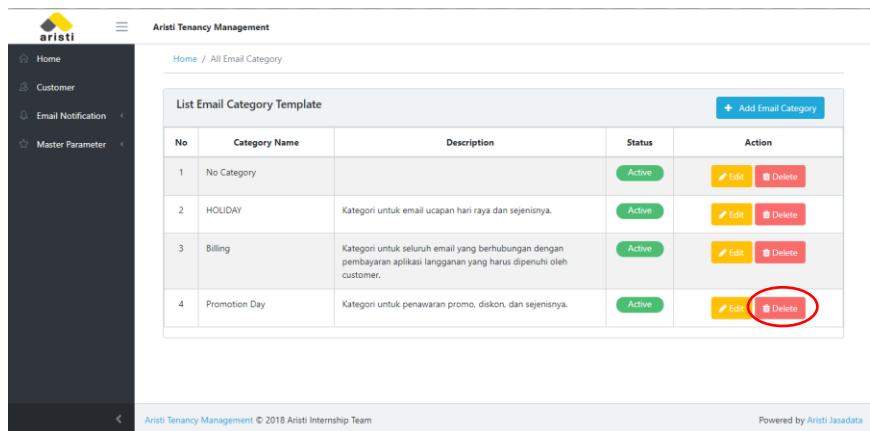 aristi
Aristi Tenancy Management
Home
Customer
Email Notification
Master Parameter
Home / All Email Category
List Email Category Template
+ Add Email Category
No Category Name Description Status Action
1 No Category Active Edit Delete
2 HOLIDAY Kategori untuk email ucapan hari raya dan sejenisnya. Active Edit Delete
3 Billing Kategori untuk seluruh email yang berhubungan dengan Active Edit Delete
pembayaran aplikasi langganan yang harus dipenuhi oleh
customer.
4 Promotion Day Kategori untuk penawaran promo, diskon, dan sejenisnya. Active Edit Delete
Aristi Tenancy Management © 2018 Aristi Internship Team Powered by Aristi Jasadata